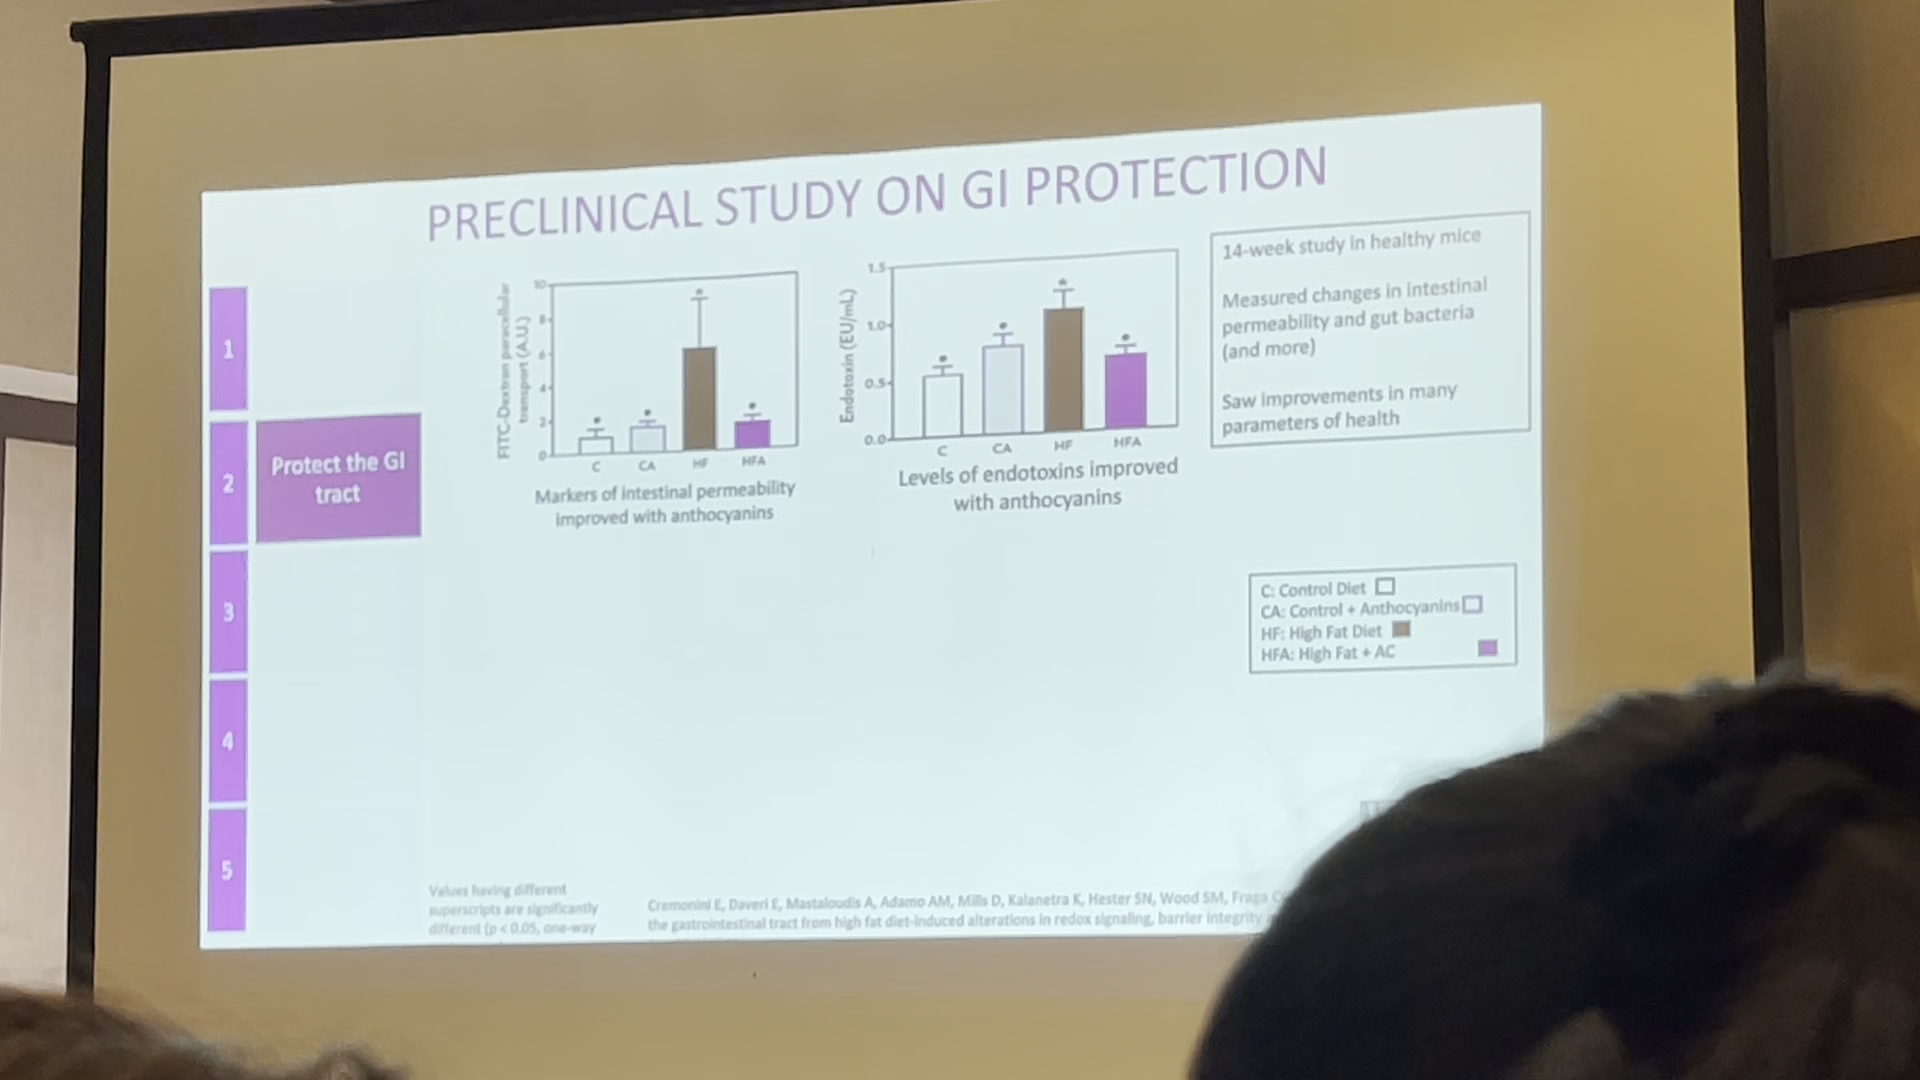 PRECLINICAL STUDY ON GI PROTECTION
1
2
3
4
5
Protect the GI
tract
FITC-Dextran paracellular
transport (A.U.)
10
8
6
4
2
0
C
CA
HF
HFA
Markers of intestinal permeability
improved with anthocyanins
Endotoxin (EU/mL)
1.5
1.0
0.5
0.0
C
CA
HF
HFA
Levels of endotoxins improved
with anthocyanins
14-week study in healthy mice
Measured changes in intestinal
permeability and gut bacteria
(and more)
Saw improvements in many
parameters of health
C: Control Diet
CA: Control + Anthocyanins
HF: High Fat Diet
HFA: High Fat + AC
Values having different
superscripts are significantly
different (p < 0.05, one-way
Cremonini E, Daveri E, Mastaloudis A, Adamo AM, Mills D, Kalanetra K, Hester SN, Wood SM, Fraga
the gastrointestinal tract from high fat diet-induced alterations in redox signaling, barrier integrity